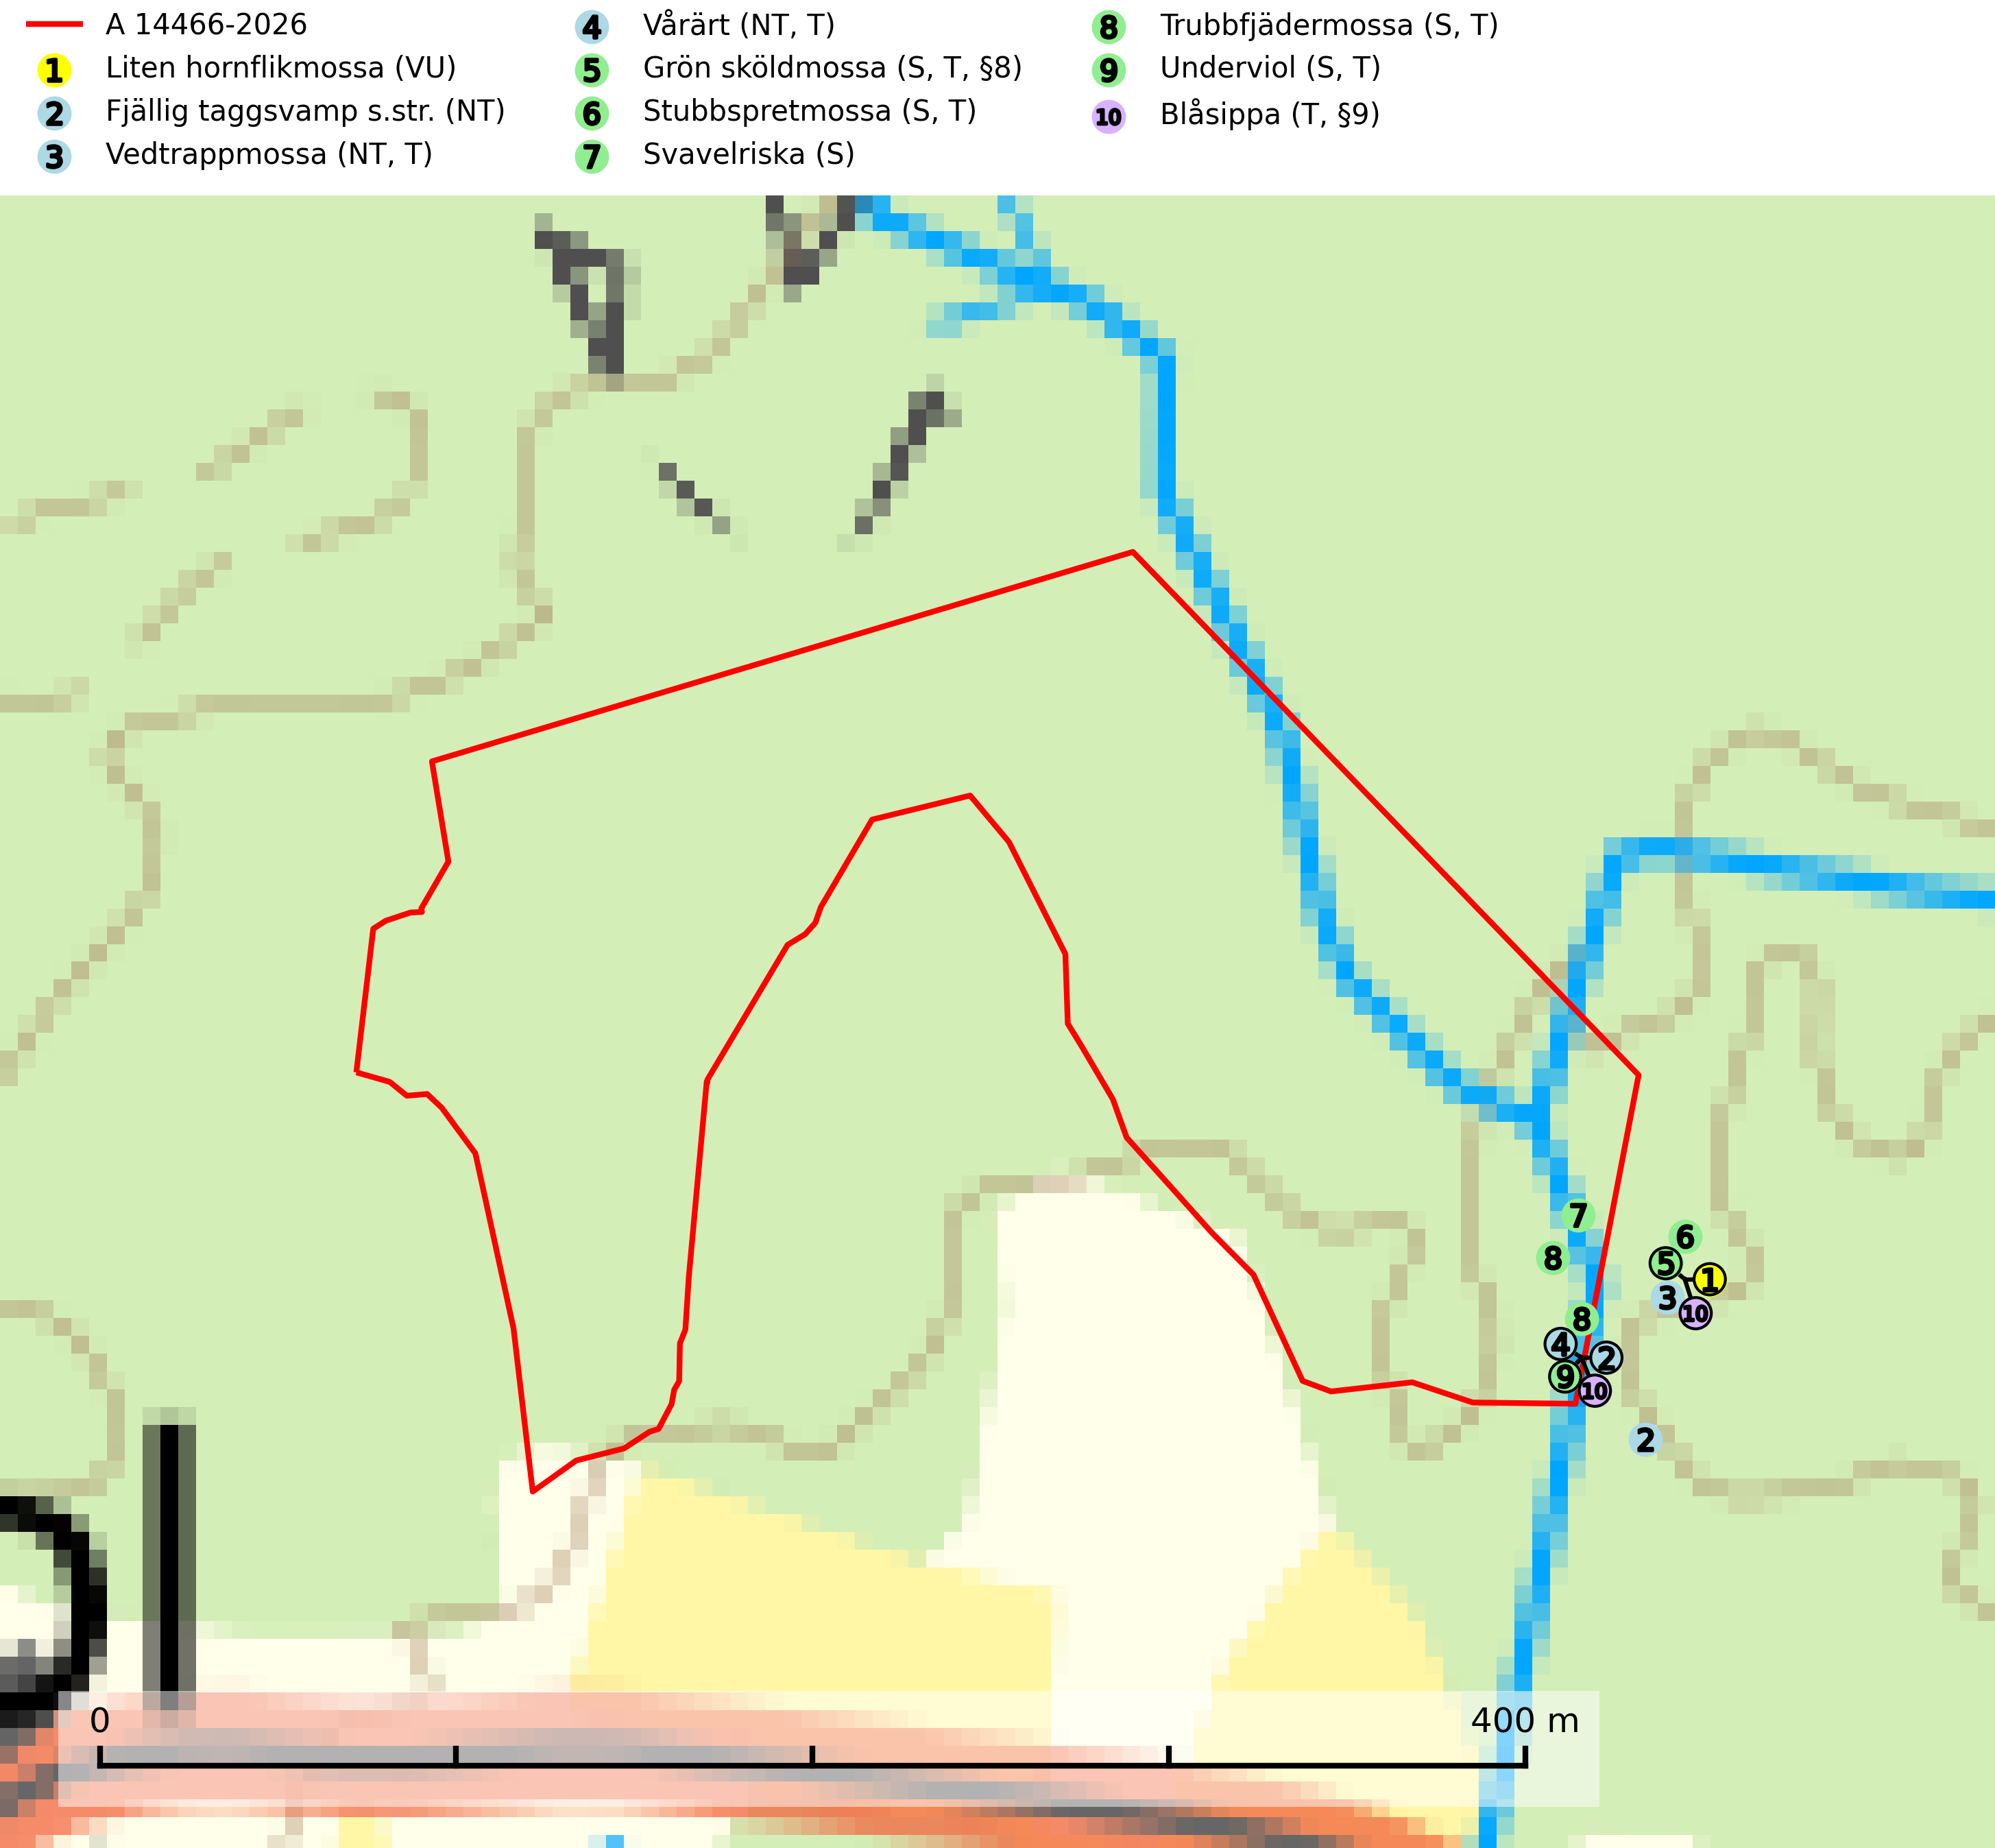 A 14466-2026
1 Liten hornflikmossa (VU)
2 Fjällig taggsvamp s.str. (NT)
3 Vedtrappmossa (NT, T)
4 Vårärt (NT, T)
5 Grön sköldmossa (S, T, §8)
6 Stubbspretmossa (S, T)
7 Svavelriska (S)
8 Trubbfjädermossa (S, T)
9 Underviol (S, T)
10 Blåsippa (T, §9)
7
6
8
5
1
3
10
8
4
2
9
10
2
0
400 m